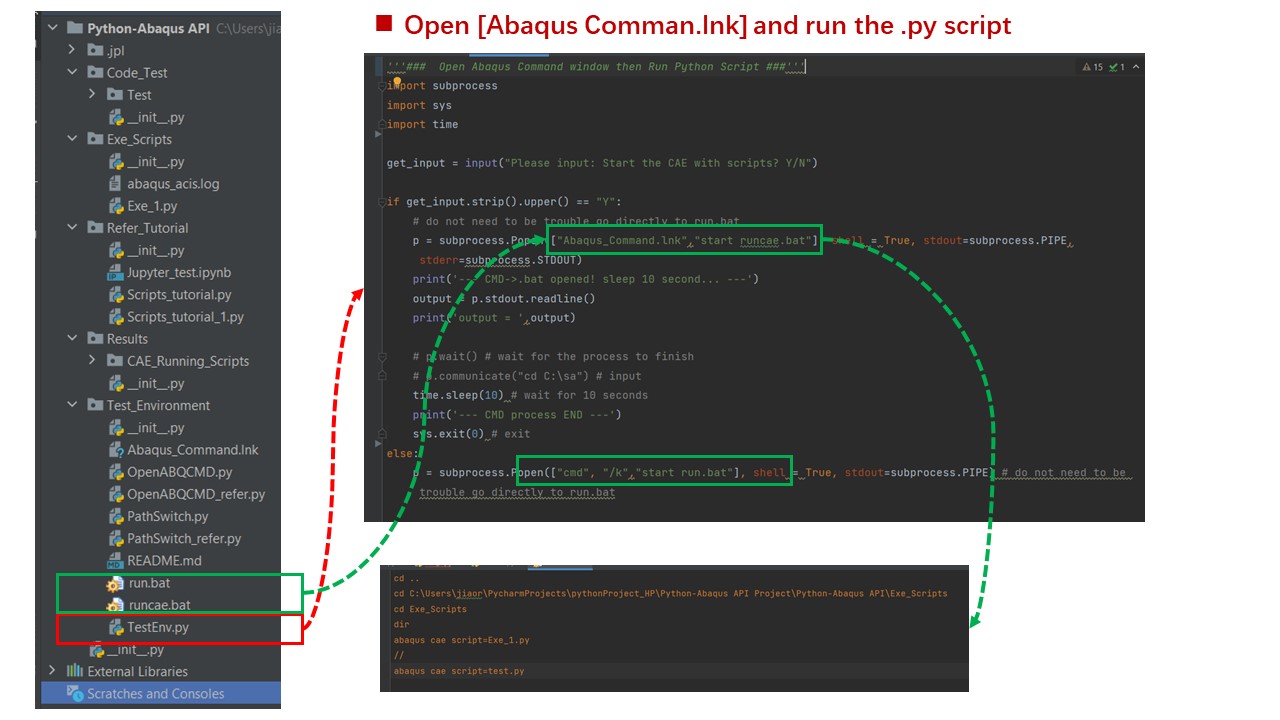 ■ Open [Abaqus Comman.lnk] and run the .py script
Python-Abaqus API C:\Users\jia
.jpl
Code_Test
Test
__init__.py
Exe_Scripts
__init__.py
abaqus_acis.log
Exe_1.py
Refer_Tutorial
__init__.py
Jupyter_test.ipynb
Scripts_tutorial.py
Scripts_tutorial_1.py
Results
CAE_Running_Scripts
__init__.py
Test_Environment
__init__.py
Abaqus_Command.lnk
OpenABQCMD.py
OpenABQCMD_refer.py
PathSwitch.py
PathSwitch_refer.py
README.md
run.bat
runcae.bat
TestEnv.py
__init__.py
External Libraries
Scratches and Consoles
'''### Open Abaqus Command window then Run Python Script ###'''
15 1
import subprocess
import sys
import time
get_input = input("Please input: Start the CAE with scripts? Y/N")
if get_input.strip().upper() == "Y":
# do not need to be trouble go directly to run.bat
p = subprocess.Popen(["Abaqus_Command.lnk","start runcae.bat"], shell = True, stdout=subprocess.PIPE,
stderr=subprocess.STDOUT)
print('--- CMD->.bat opened! sleep 10 second... ---')
output = p.stdout.readline()
print('output = ',output)
# p.wait() # wait for the process to finish
# p.communicate("cd C:\sa") # input
time.sleep(10) # wait for 10 seconds
print('--- CMD process END ---')
sys.exit(0) # exit
else:
p = subprocess.Popen(["cmd", "/k","start run.bat"], shell = True, stdout=subprocess.PIPE) # do not need to be
trouble go directly to run.bat
cd ..
cd C:\Users\jiaor\PycharmProjects\pythonProject_HP\Python-Abaqus API Project\Python-Abaqus API\Exe_Scripts
cd Exe_Scripts
dir
abaqus cae script=Exe_1.py
//
abaqus cae script=test.py